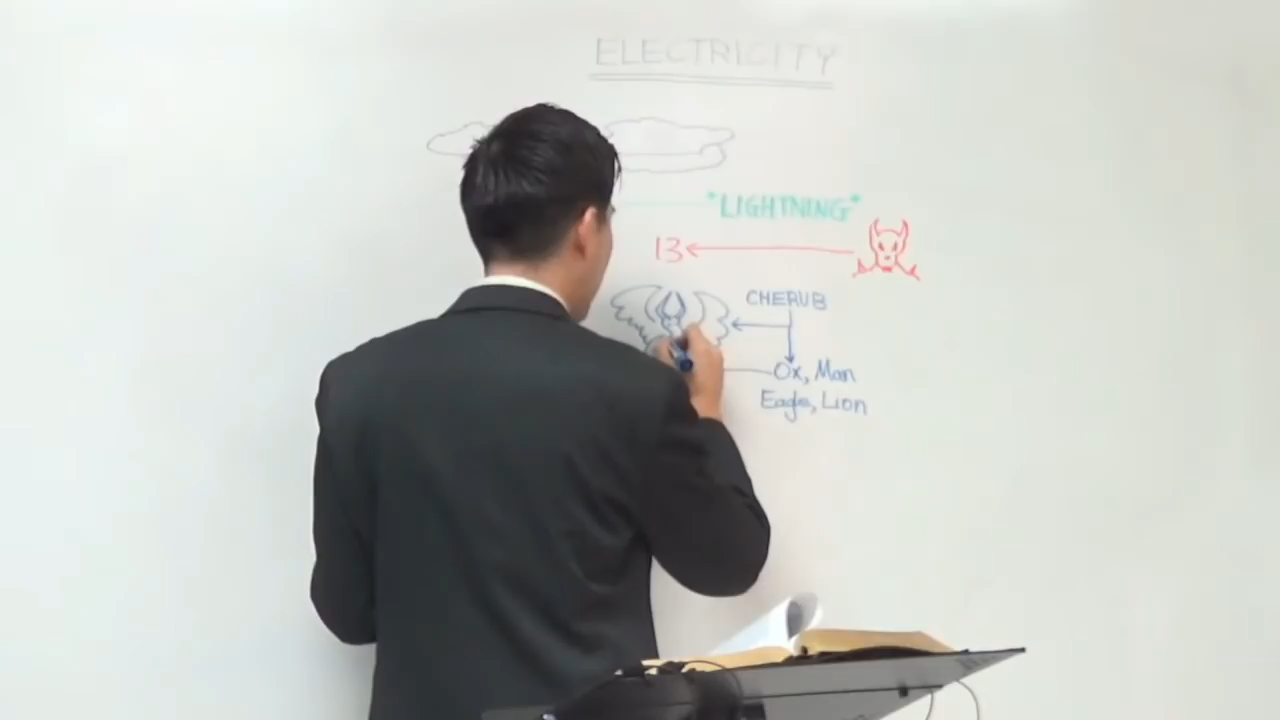 ELECTRICITY
"LIGHTNING"
13
CHERUB
Ox, Man
Eagle, Lion